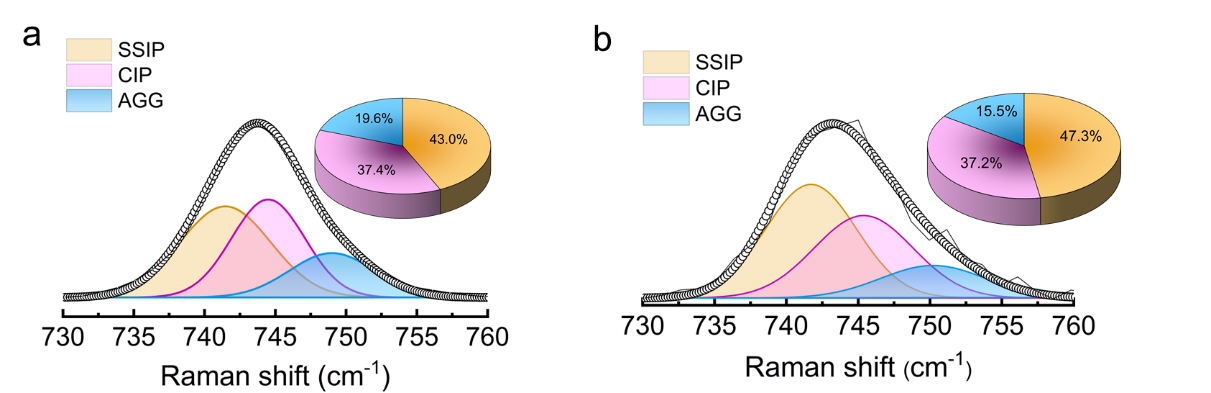 a
SSIP
CIP
AGG
19.6%
43.0%
37.4%
730 735 740 745 750 755 760
Raman shift (cm-1)
b
SSIP
CIP
AGG
15.5%
47.3%
37.2%
730 735 740 745 750 755 760
Raman shift (cm-1)